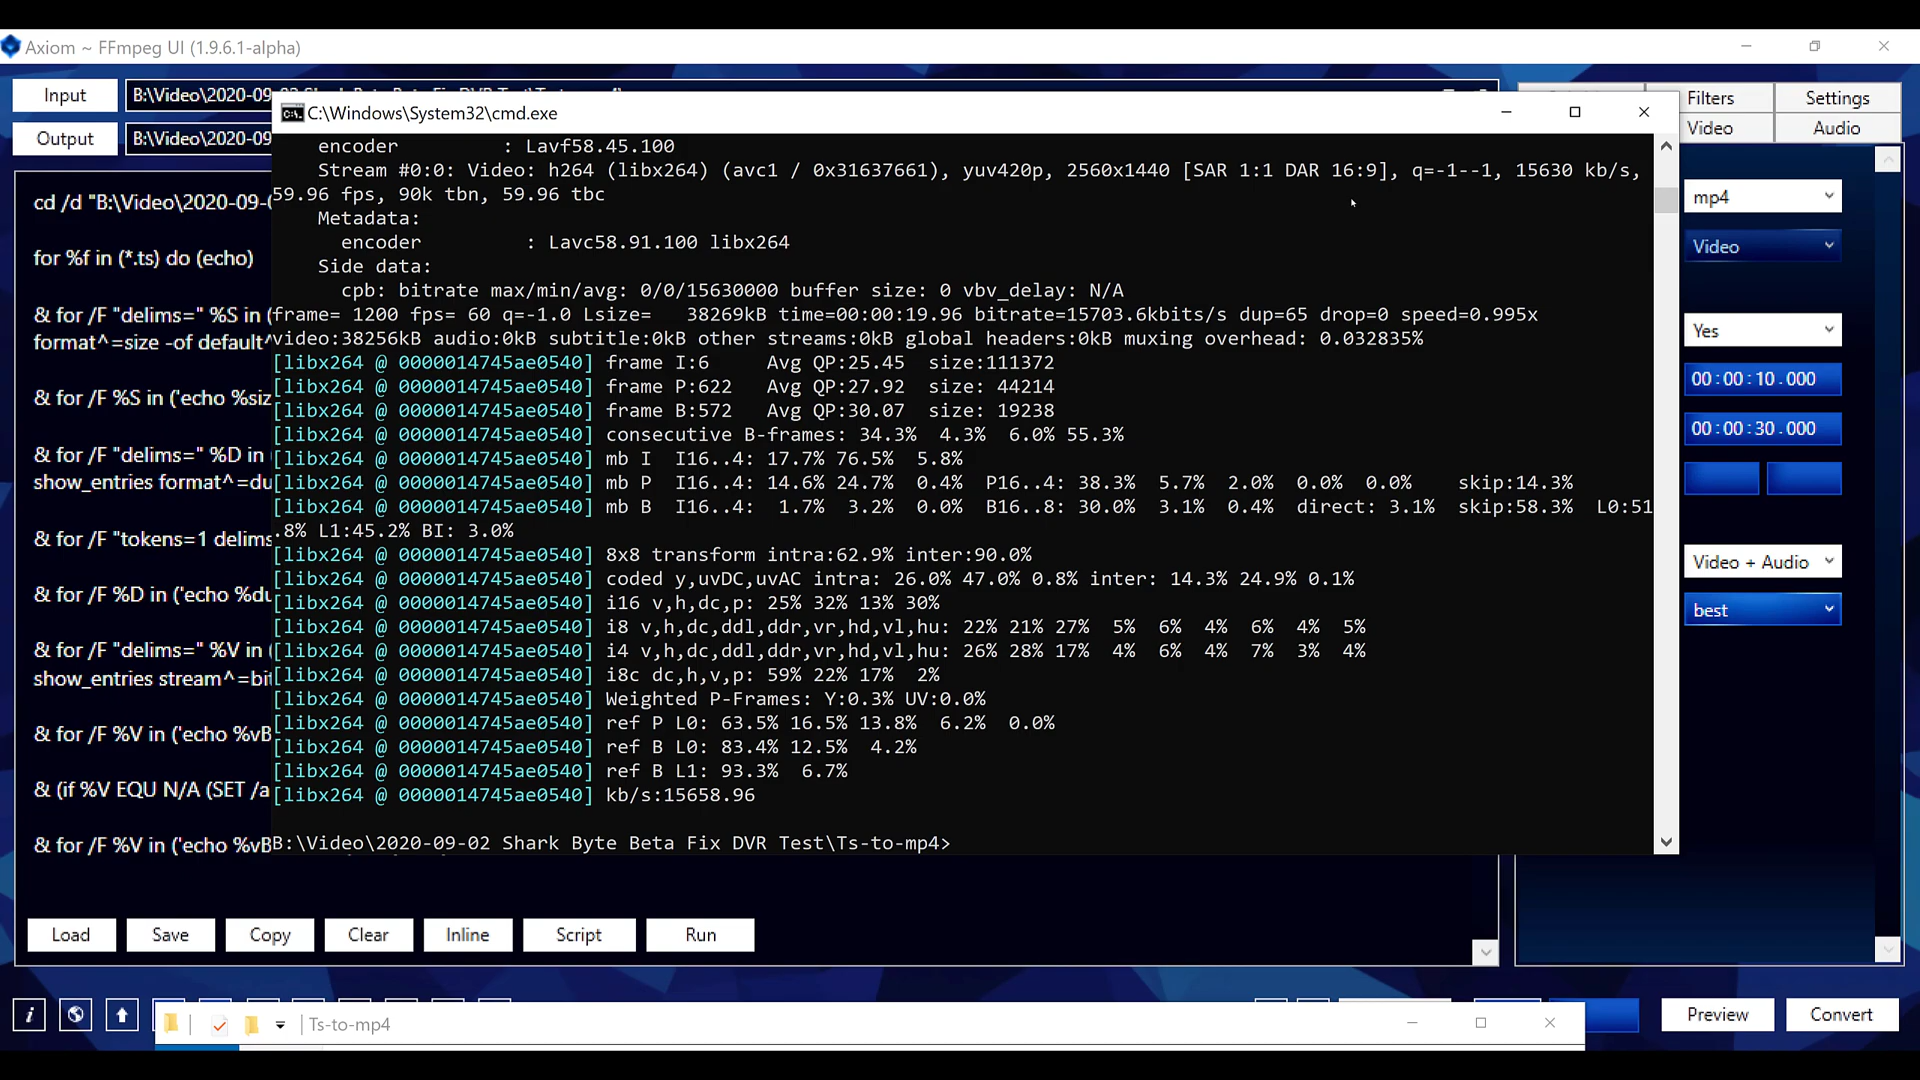 Axiom ~ FFmpeg UI (1.9.6.1-alpha)
Input
B:\Video\2020-09-
Output
B:\Video\2020-09-
Filters
Settings
Video
Audio
C:\Windows\System32\cmd.exe
encoder : Lavf58.45.100
Stream #0:0: Video: h264 (libx264) (avc1 / 0x31637661), yuv420p, 2560x1440 [SAR 1:1 DAR 16:9], q=-1--1, 15630 kb/s,
59.96 fps, 90k tbn, 59.96 tbc
Metadata:
encoder : Lavc58.91.100 libx264
Side data:
cpb: bitrate max/min/avg: 0/0/15630000 buffer size: 0 vbv_delay: N/A
frame= 1200 fps= 60 q=-1.0 Lsize= 38269kB time=00:00:19.96 bitrate=15703.6kbits/s dup=65 drop=0 speed=0.995x
video:38256kB audio:0kB subtitle:0kB other streams:0kB global headers:0kB muxing overhead: 0.032835%
[libx264 @ 0000014745ae0540] frame I:6 Avg QP:25.45 size:111372
[libx264 @ 0000014745ae0540] frame P:622 Avg QP:27.92 size: 44214
[libx264 @ 0000014745ae0540] frame B:572 Avg QP:30.07 size: 19238
[libx264 @ 0000014745ae0540] consecutive B-frames: 34.3% 4.3% 6.0% 55.3%
[libx264 @ 0000014745ae0540] mb I I16..4: 17.7% 76.5% 5.8%
[libx264 @ 0000014745ae0540] mb P I16..4: 14.6% 24.7% 0.4% P16..4: 38.3% 5.7% 2.0% 0.0% 0.0% skip:14.3%
[libx264 @ 0000014745ae0540] mb B I16..4: 1.7% 3.2% 0.0% B16..8: 30.0% 3.1% 0.4% direct: 3.1% skip:58.3% L0:51
.8% L1:45.2% BI: 3.0%
[libx264 @ 0000014745ae0540] 8x8 transform intra:62.9% inter:90.0%
[libx264 @ 0000014745ae0540] coded y,uvDC,uvAC intra: 26.0% 47.0% 0.8% inter: 14.3% 24.9% 0.1%
[libx264 @ 0000014745ae0540] i16 v,h,dc,p: 25% 32% 13% 30%
[libx264 @ 0000014745ae0540] i8 v,h,dc,ddl,ddr,vr,hd,vl,hu: 22% 21% 27% 5% 6% 4% 6% 4% 5%
[libx264 @ 0000014745ae0540] i4 v,h,dc,ddl,ddr,vr,hd,vl,hu: 26% 28% 17% 4% 6% 4% 7% 3% 4%
[libx264 @ 0000014745ae0540] i8c dc,h,v,p: 59% 22% 17% 2%
[libx264 @ 0000014745ae0540] Weighted P-Frames: Y:0.3% UV:0.0%
[libx264 @ 0000014745ae0540] ref P L0: 63.5% 16.5% 13.8% 6.2% 0.0%
[libx264 @ 0000014745ae0540] ref B L0: 83.4% 12.5% 4.2%
[libx264 @ 0000014745ae0540] ref B L1: 93.3% 6.7%
[libx264 @ 0000014745ae0540] kb/s:15658.96
B:\Video\2020-09-02 Shark Byte Beta Fix DVR Test\Ts-to-mp4>
cd /d "B:\Video\2020-09-
for %f in (*.ts) do (echo)
& for /F "delims=" %S in (
format^=size -of default^
& for /F %S in ('echo %siz
& for /F "delims=" %D in
show_entries format^=du
& for /F "tokens=1 delims
& for /F %D in ('echo %du
& for /F "delims=" %V in (
show_entries stream^=bit
& for /F %V in ('echo %vB
& (if %V EQU N/A (SET /a
& for /F %V in ('echo %vB
mp4
Video
Yes
00:00:10.000
00:00:30.000
Video + Audio
best
Load
Save
Copy
Clear
Inline
Script
Run
i
Ts-to-mp4
Preview
Convert